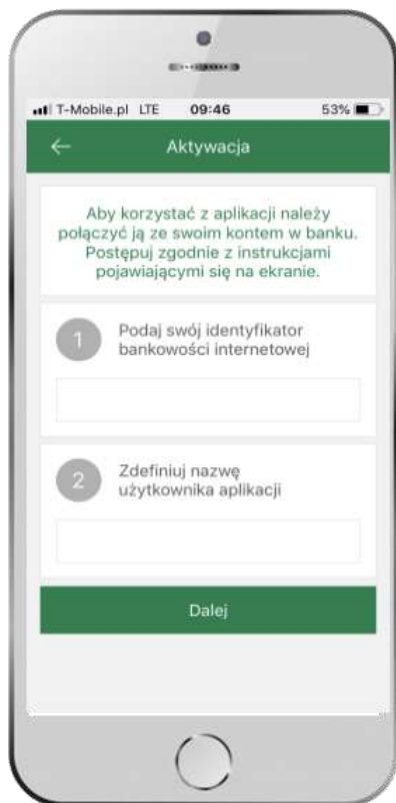 T-Mobile.pl LTE 09:46 53%
Aktywacja
Aby korzystać z aplikacji należy
połączyć ją ze swoim kontem w banku.
Postępuj zgodnie z instrukcjami
pojawiającymi się na ekranie.
1 Podaj swój identyfikator
bankowości internetowej
2 Zdefiniuj nazwę
użytkownika aplikacji
Dalej